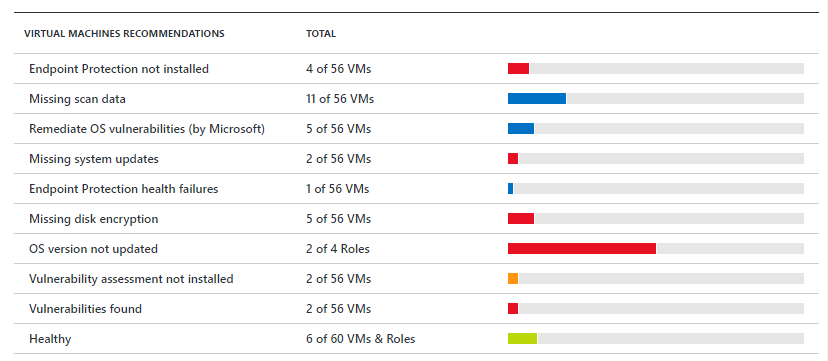 VIRTUAL MACHINES RECOMMENDATIONS TOTAL
Endpoint Protection not installed 4 of 56 VMs
Missing scan data 11 of 56 VMs
Remediate OS vulnerabilities (by Microsoft) 5 of 56 VMs
Missing system updates 2 of 56 VMs
Endpoint Protection health failures 1 of 56 VMs
Missing disk encryption 5 of 56 VMs
OS version not updated 2 of 4 Roles
Vulnerability assessment not installed 2 of 56 VMs
Vulnerabilities found 2 of 56 VMs
Healthy 6 of 60 VMs & Roles